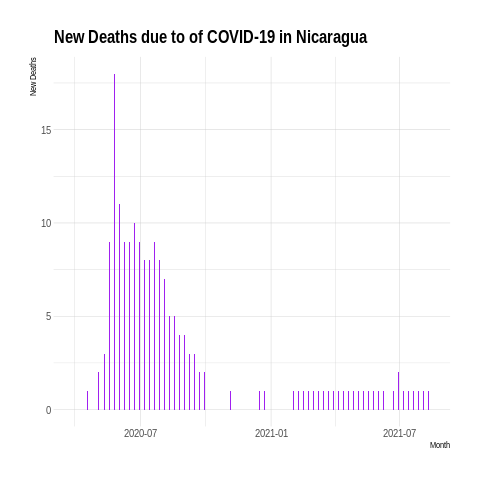 New Deaths due to of COVID-19 in Nicaragua
New Deaths
15
10
5
0
2020-07
2021-01
2021-07
Month